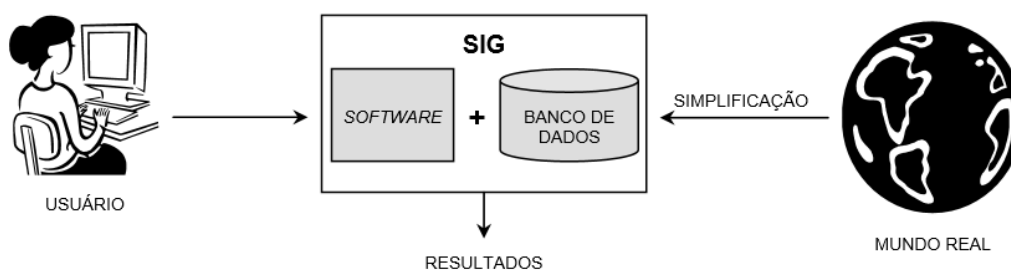 SIG
SOFTWARE
+
BANCO DE
DADOS
SIMPLIFICAÇÃO
USUÁRIO
MUNDO REAL
RESULTADOS